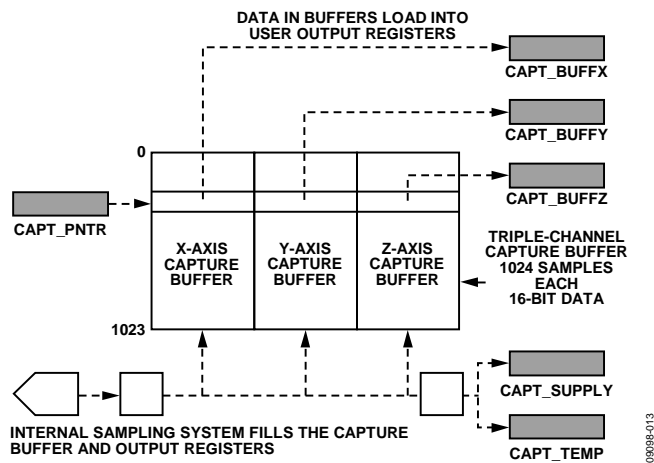 DATA IN BUFFERS LOAD INTO
USER OUTPUT REGISTERS
CAPT_BUFFX
CAPT_BUFFY
0
CAPT_BUFFZ
CAPT_PNTR
X-AXIS
CAPTURE
BUFFER
Y-AXIS
CAPTURE
BUFFER
Z-AXIS
CAPTURE
BUFFER
TRIPLE-CHANNEL
CAPTURE BUFFER
1024 SAMPLES
EACH
16-BIT DATA
1023
CAPT_SUPPLY
INTERNAL SAMPLING SYSTEM FILLS THE CAPTURE
BUFFER AND OUTPUT REGISTERS
CAPT_TEMP
09098-013